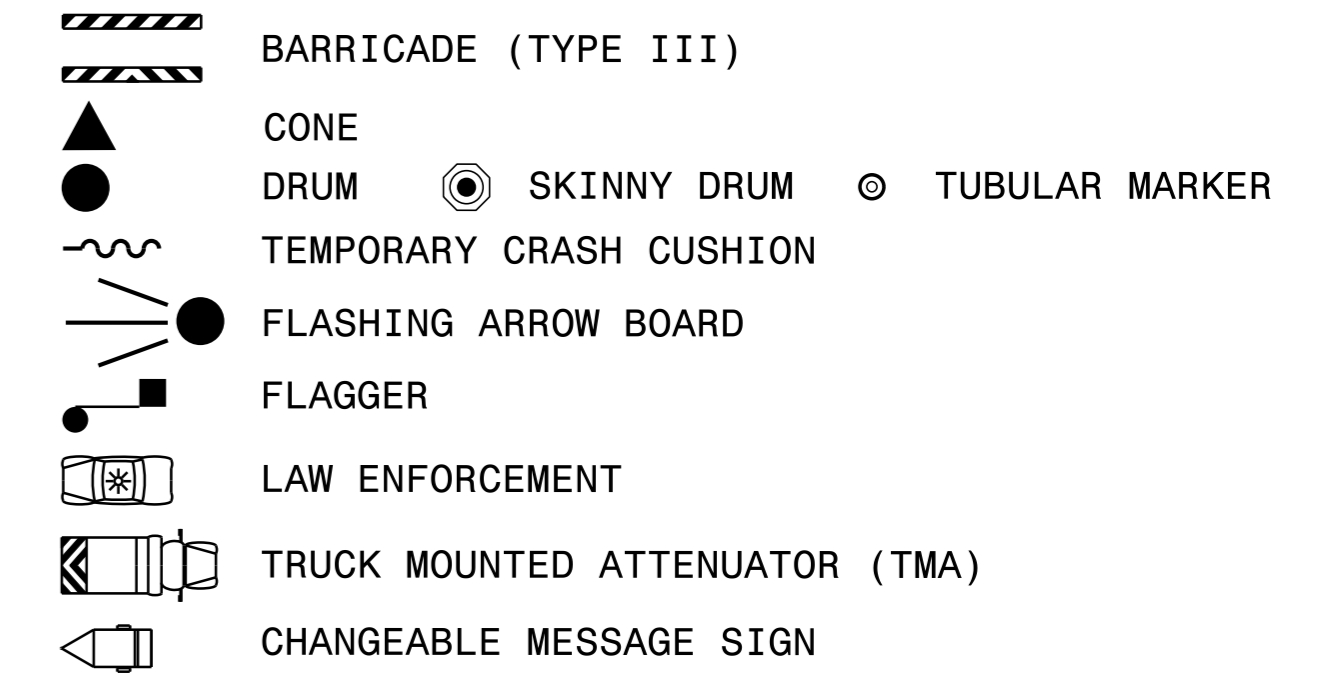 BARRICADE (TYPE III)
CONE
DRUM SKINNY DRUM TUBULAR MARKER
TEMPORARY CRASH CUSHION
FLASHING ARROW BOARD
FLAGGER
LAW ENFORCEMENT
TRUCK MOUNTED ATTENUATOR (TMA)
CHANGEABLE MESSAGE SIGN